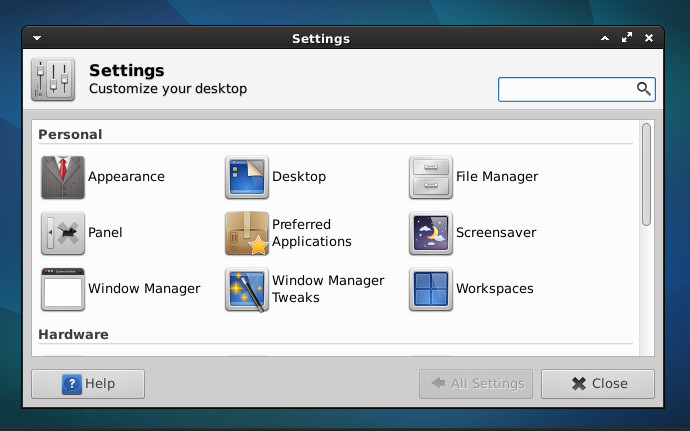 Settings
Settings
Customize your desktop
Personal
Appearance
Desktop
File Manager
Panel
Preferred
Applications
Screensaver
Window Manager
Window Manager
Tweaks
Workspaces
Hardware
? Help
All Settings
Close